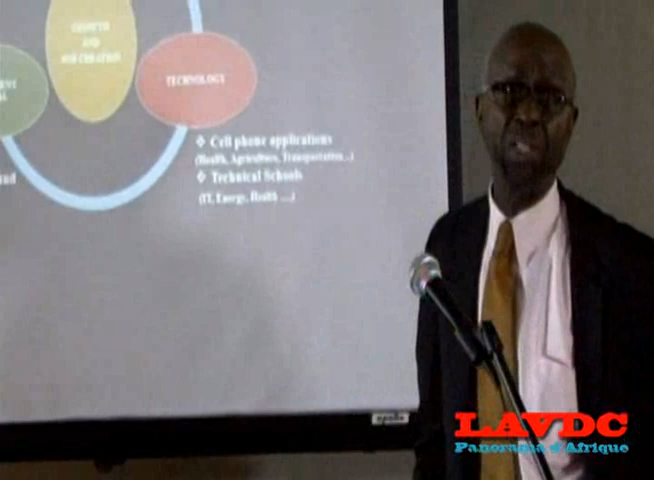 GROWTH
AND
JOB CREATION
TECHNOLOGY
❖ Cell phone applications
(Health, Agriculture, Transportation...)
❖ Technical Schools
(IT, Energy, Health ....)
apollo
LAVDC
Panorama d'Afrique